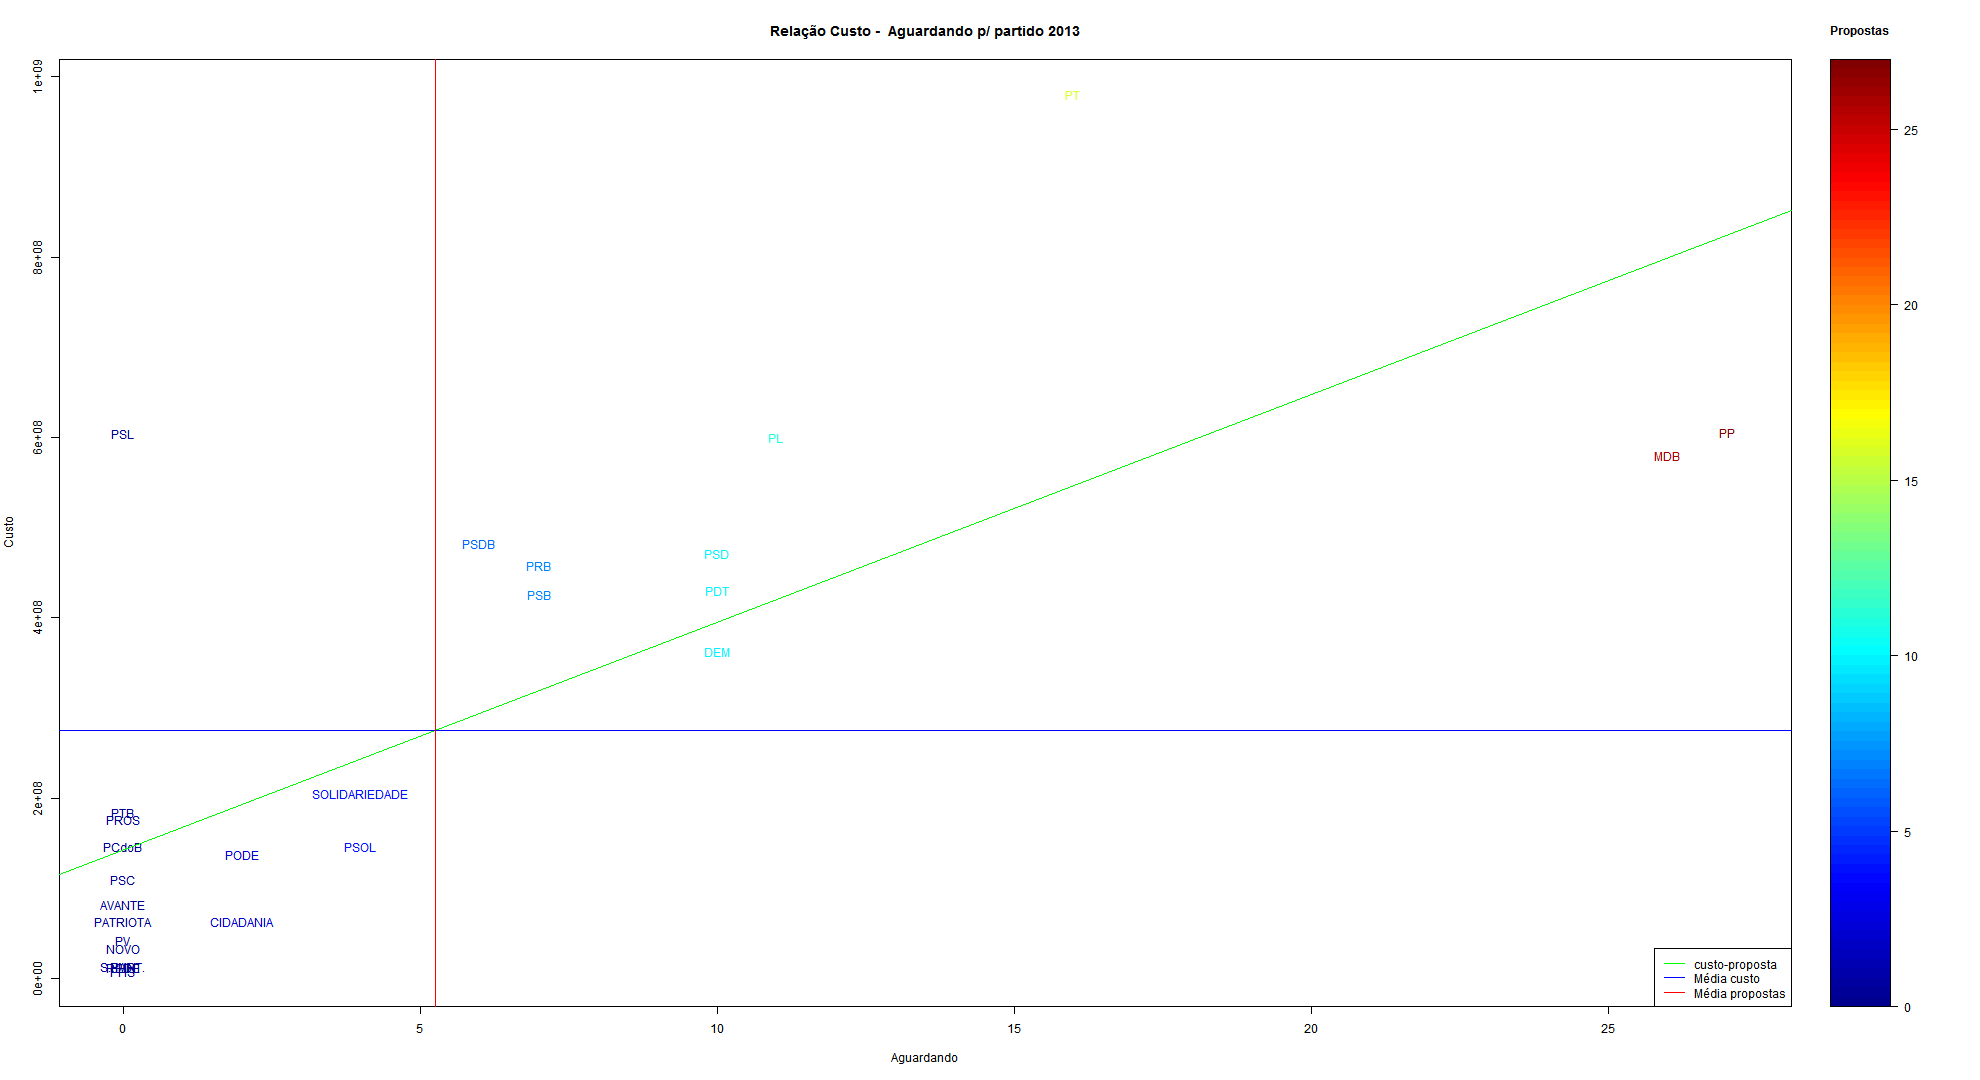 Relação Custo -  Aguardando p/ partido 2013
Propostas
1e+09
8e+08
6e+08
4e+08
2e+08
0e+00
Custo
PT
PSL
PL
PP
MDB
PSDB
PSD
PRB
PDT
PSB
DEM
SOLIDARIEDADE
PTB
PROS
PCdoB
PSOL
PODE
PSC
AVANTE
PATRIOTA
CIDADANIA
PV
NOVO
PHS
custo-proposta
Média custo
Média propostas
0
5
10
15
20
25
Aguardando
25
20
15
10
5
0